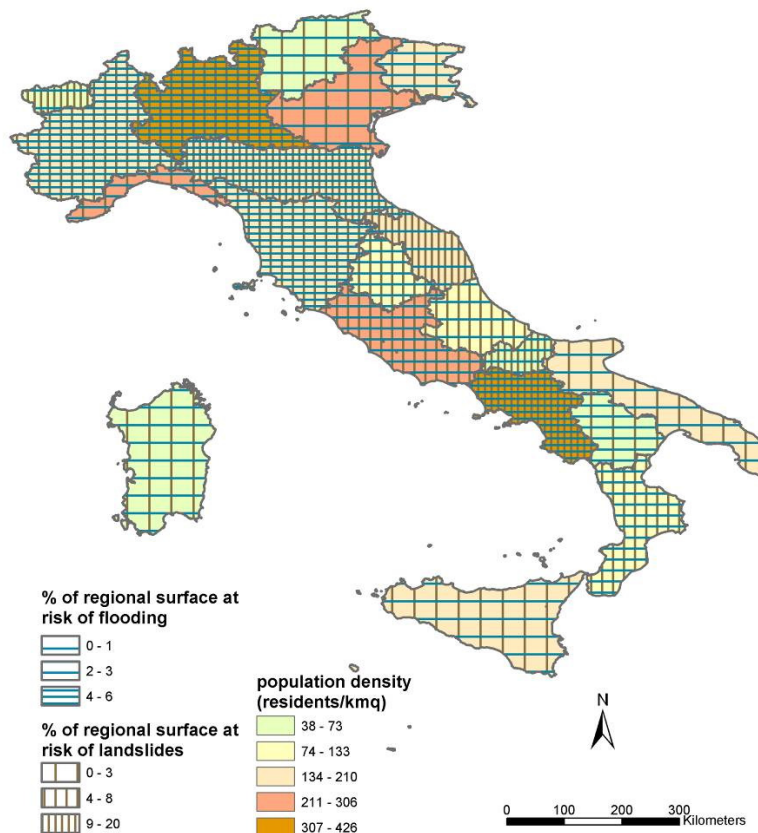 % of regional surface at
risk of flooding
0 - 1
2 - 3
4 - 6
% of regional surface at
risk of landslides
0 - 3
4 - 8
9 - 20
population density
(residents/kmq)
38 - 73
74 - 133
134 - 210
211 - 306
307 - 426
N
0 100 200 300
Kilometers